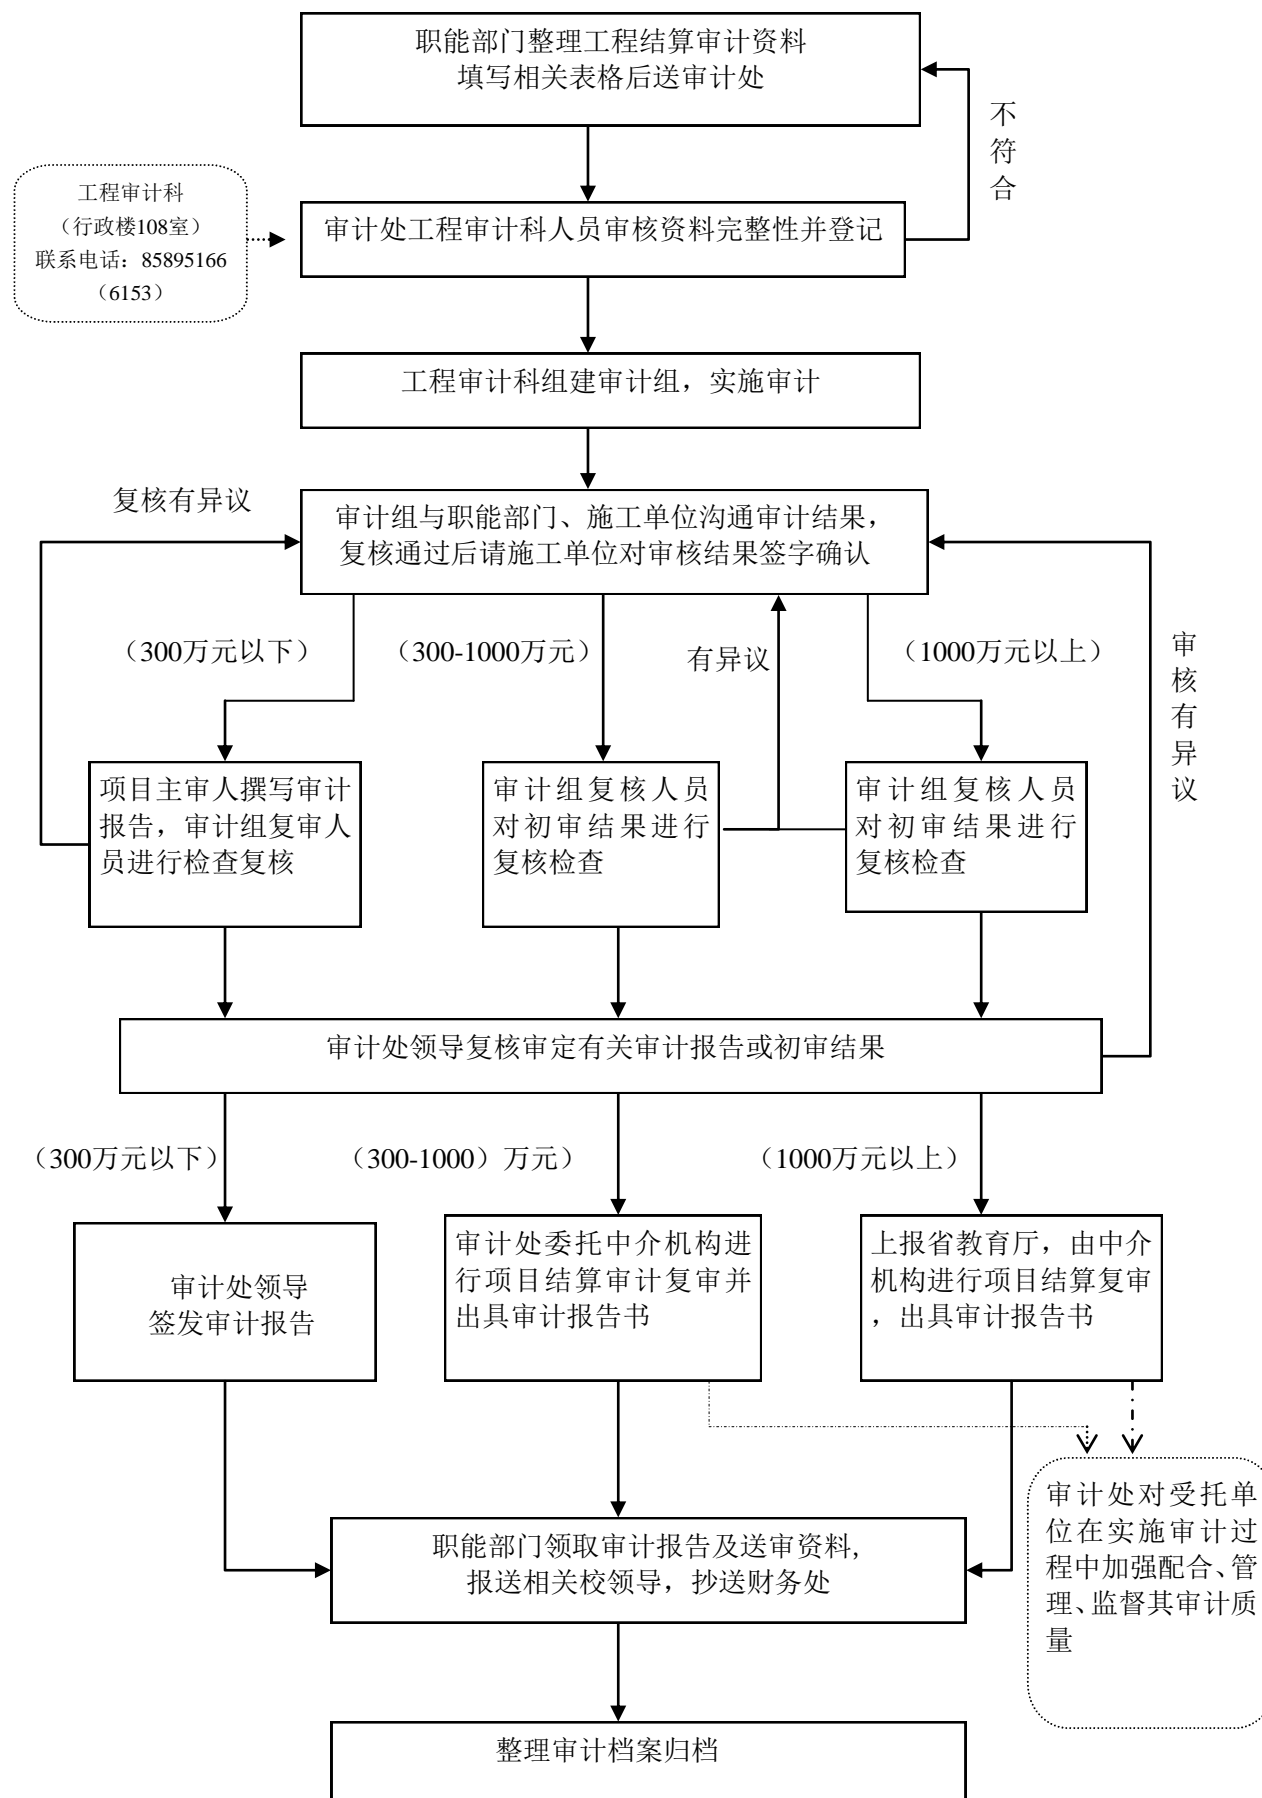 职能部门整理工程结算审计资料
填写相关表格后送审计处
不
符
合
工程审计科
（行政楼108室）
联系电话：85895166
（6153）
审计处工程审计科人员审核资料完整性并登记
工程审计科组建审计组，实施审计
复核有异议
审计组与职能部门、施工单位沟通审计结果，
复核通过后请施工单位对审核结果签字确认
（300万元以下）
（300-1000万元）
有异议
（1000万元以上）
审
核
有
异
议
项目主审人撰写审计
报告，审计组复审人
员进行检查复核
审计组复核人员
对初审结果进行
复核检查
审计组复核人员
对初审结果进行
复核检查
审计处领导复核审定有关审计报告或初审结果
（300万元以下）
（300-1000）万元）
（1000万元以上）
审计处领导
签发审计报告
审计处委托中介机构进
行项目结算审计复审并
出具审计报告书
上报省教育厅，由中介
机构进行项目结算复审
，出具审计报告书
审计处对受托单
位在实施审计过
程中加强配合、管
理、监督其审计质
量
职能部门领取审计报告及送审资料,
报送相关校领导，抄送财务处
整理审计档案归档